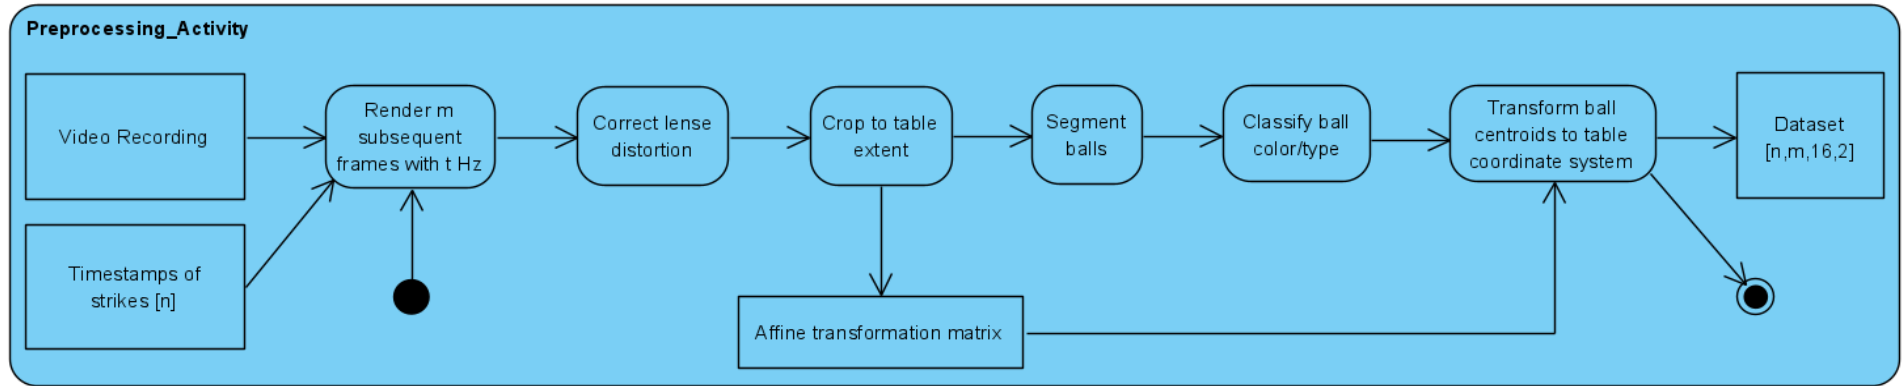 Preprocessing_Activity
Video Recording
Timestamps of
strikes [n]
Render m
subsequent
frames with t Hz
Correct lense
distortion
Crop to table
extent
Affine transformation matrix
Segment
balls
Classify ball
color/type
Transform ball
centroids to table
coordinate system
Dataset
[n,m,16,2]